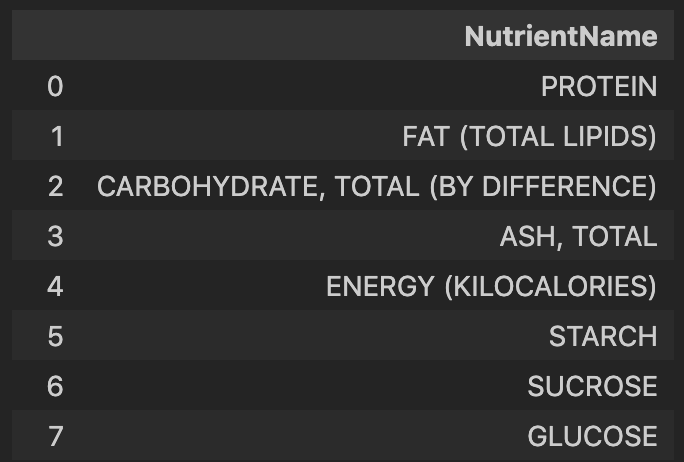 NutrientName
0 PROTEIN
1 FAT (TOTAL LIPIDS)
2 CARBOHYDRATE, TOTAL (BY DIFFERENCE)
3 ASH, TOTAL
4 ENERGY (KILOCALORIES)
5 STARCH
6 SUCROSE
7 GLUCOSE